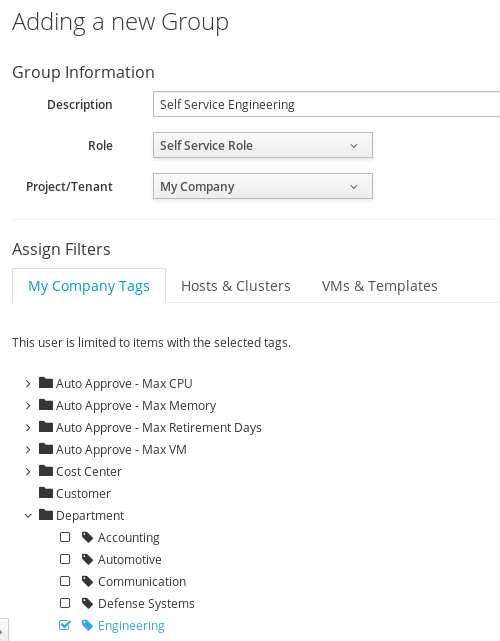 Adding a new Group
Group Information
Description Self Service Engineering
Role Self Service Role
Project/Tenant My Company
Assign Filters
My Company Tags Hosts & Clusters VMs & Templates
This user is limited to items with the selected tags.
Auto Approve - Max CPU
Auto Approve - Max Memory
Auto Approve - Max Retirement Days
Auto Approve - Max VM
Cost Center
Customer
Department
Accounting
Automotive
Communication
Defense Systems
Engineering